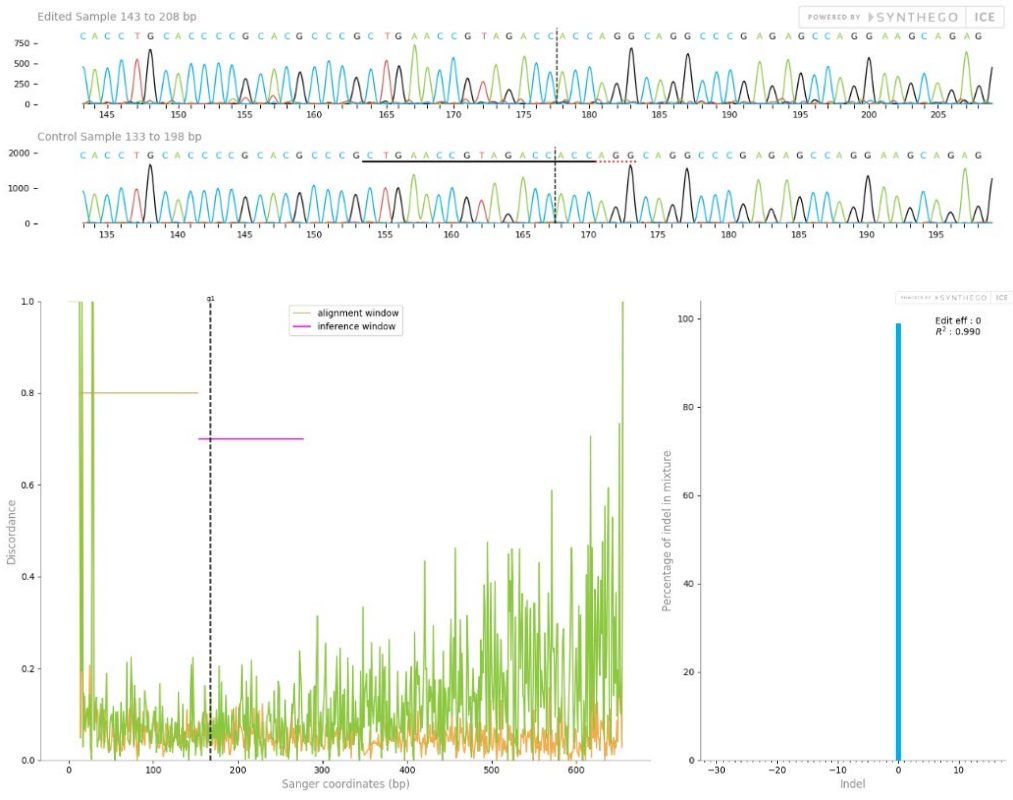 Edited Sample 143 to 208 bp
POWERED BY SYNTHEGO ICE
C A C C T G C A C C C C G C A C G C C C G C T G A A C C G T A G A C C A C C A G G C A G G C C C G A G A G C C A G G A A G C A G A G
750
500
250
0
145 150 155 160 165 170 175 180 185 190 195 200 205
Control Sample 133 to 198 bp
C A C C T G C A C C C C G C A C G C C C G C T G A A C C G T A G A C C A C C A G G C A G G C C C G A G A G C C A G G A A G C A G A G
2000
1000
0
135 140 145 150 155 160 165 170 175 180 185 190 195
g1
alignment window
inference window
1.0
0.8
0.6
0.4
0.2
0.0
Discordance
0 100 200 300 400 500 600
Sanger coordinates (bp)
POWERED BY SYNTHEGO ICE
Edit eff : 0
R² : 0.990
100
80
60
40
20
0
Percentage of indel in mixture
−30 −20 −10 0 10
Indel